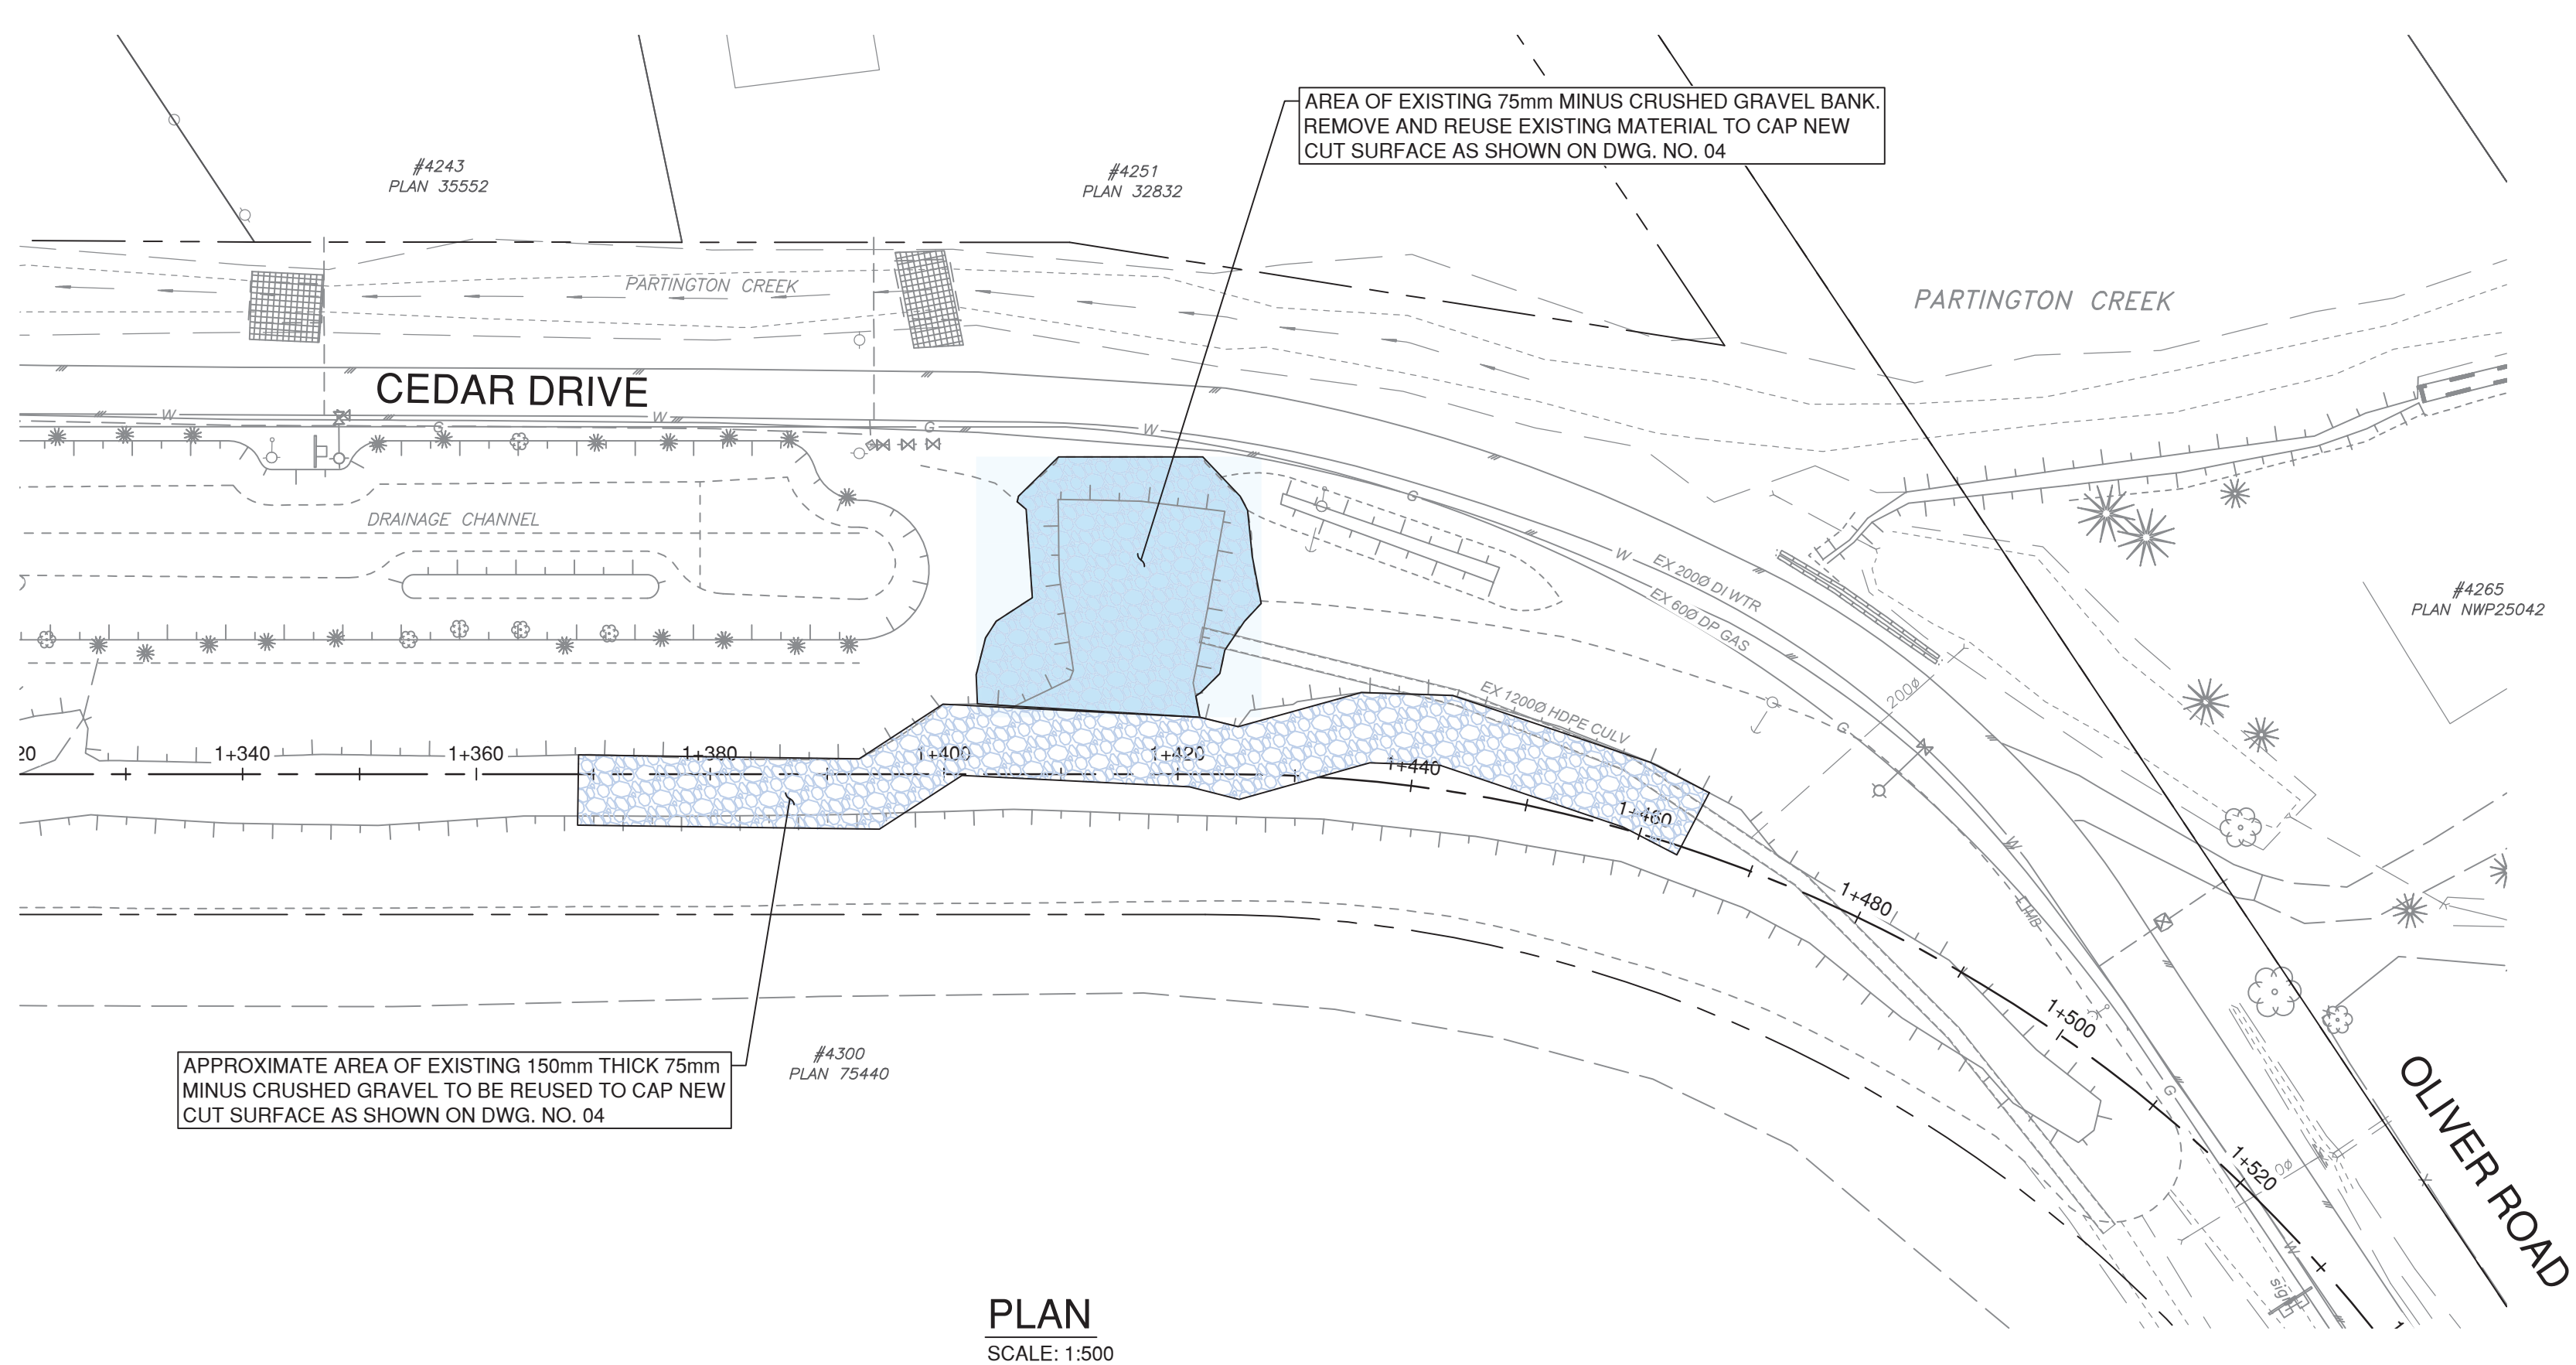 AREA OF EXISTING 75mm MINUS CRUSHED GRAVEL BANK.
REMOVE AND REUSE EXISTING MATERIAL TO CAP NEW
CUT SURFACE AS SHOWN ON DWG. NO. 04
#4243
PLAN 35552
#4251
PLAN 32832
PARTINGTON CREEK
PARTINGTON CREEK
CEDAR DRIVE
W
W
W
G
G
G
DRAINAGE CHANNEL
W
EX 200Ø DI WTR
EX 60Ø DP GAS
#4265
PLAN NWP25042
EX 1200Ø HDPE CULV
200ø
G
20
1+340
1+360
1+380
1+400
1+420
1+440
1+460
1+480
1+500
1+520
W
G
W
sign
#4300
PLAN 75440
APPROXIMATE AREA OF EXISTING 150mm THICK 75mm
MINUS CRUSHED GRAVEL TO BE REUSED TO CAP NEW
CUT SURFACE AS SHOWN ON DWG. NO. 04
OLIVER ROAD
PLAN
SCALE: 1:500